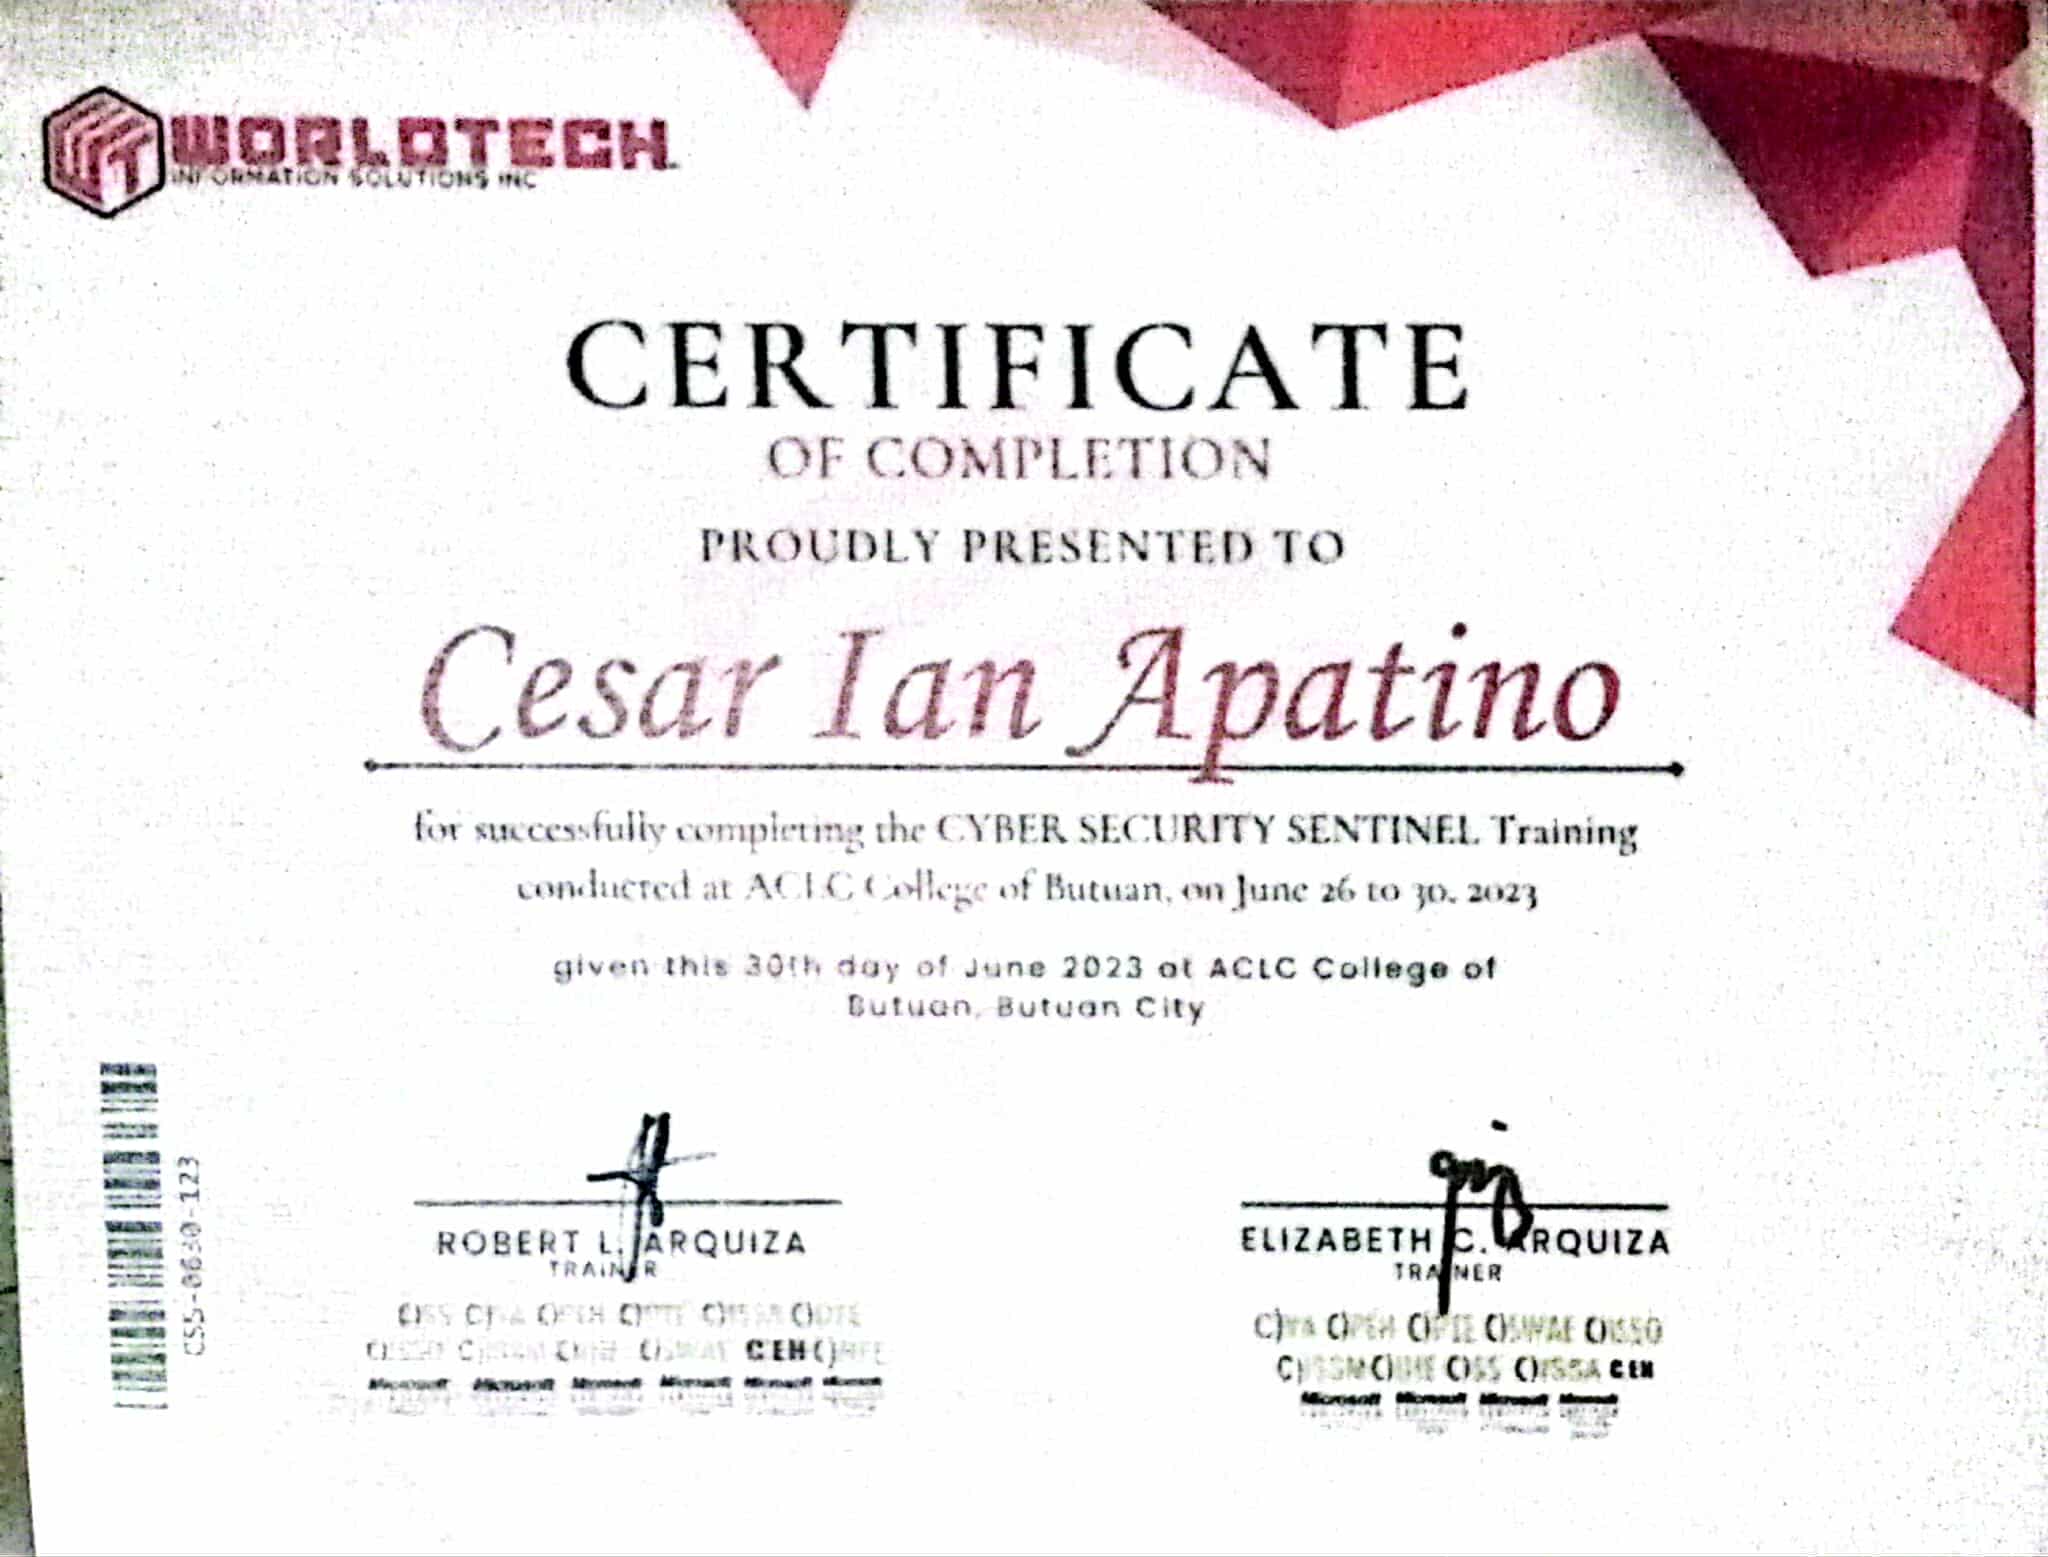 WORLDTECH
INFORMATION SOLUTIONS INC
CERTIFICATE
OF COMPLETION
PROUDLY PRESENTED TO
Cesar Ian Apatino
for successfully completing the CYBER SECURITY SENTINEL Training
conducted at ACLC College of Butuan, on June 26 to 30, 2023
given this 30th day of June 2023 at ACLC College of
Butuan, Butuan City
CSS-0630-123
ROBERT L. ARQUIZA
TRAINER
CEH
Microsoft Microsoft Microsoft Microsoft Microsoft Microsoft
ELIZABETH C. ARQUIZA
TRAINER
C)SS C)ISSA CEH
Microsoft Microsoft Microsoft Microsoft